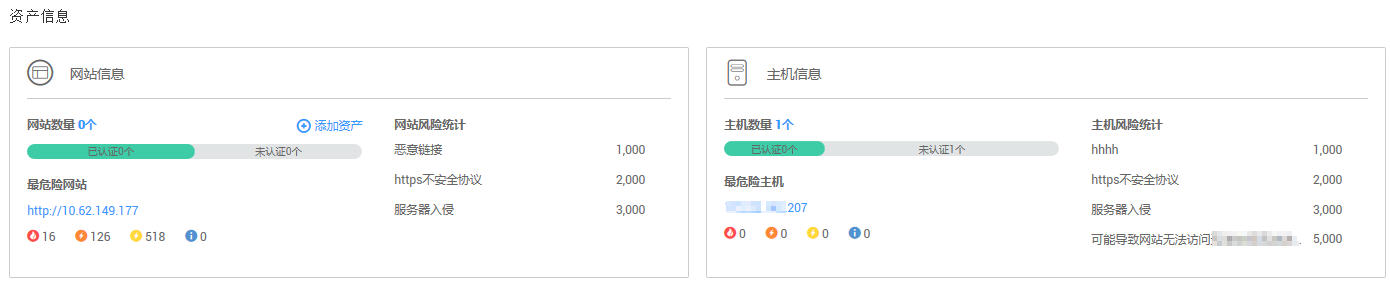 资产信息
网站信息
网站数量 0个
添加资产
已认证0个
未认证0个
最危险网站
http://10.62.149.177
16 126 518 0
网站风险统计
恶意链接 1,000
https不安全协议 2,000
服务器入侵 3,000
主机信息
主机数量 1个
已认证0个
未认证1个
最危险主机
207
0 0 0 0
主机风险统计
hhhh 1,000
https不安全协议 2,000
服务器入侵 3,000
可能导致网站无法访问 5,000